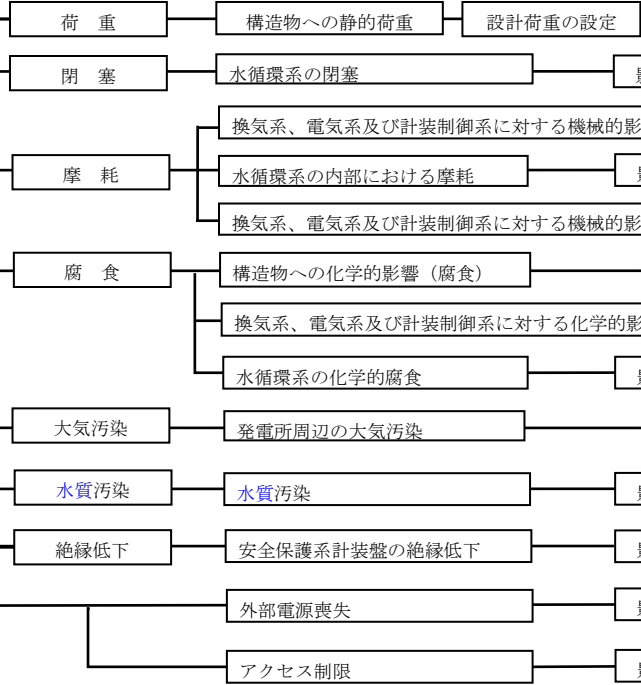 荷　重
構造物への静的荷重
設計荷重の設定
閉　塞
水循環系の閉塞
換気系、電気系及び計装制御系に対する機械的影
摩　耗
水循環系の内部における摩耗
換気系、電気系及び計装制御系に対する機械的影
腐　食
構造物への化学的影響（腐食）
換気系、電気系及び計装制御系に対する化学的影
水循環系の化学的腐食
大気汚染
発電所周辺の大気汚染
水質汚染
水質汚染
絶縁低下
安全保護系計装盤の絶縁低下
外部電源喪失
アクセス制限